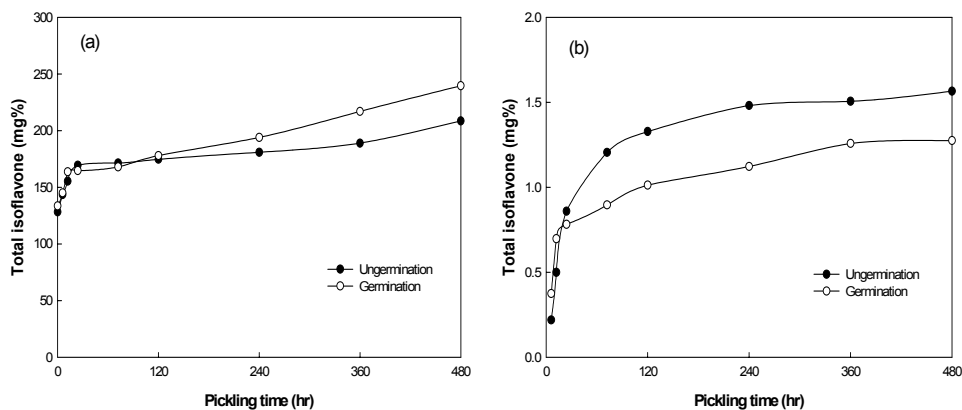 (a)
Total isoflavone (mg%)
300
250
200
150
100
50
0
Ungermination
Germination
0 120 240 360 480
Pickling time (hr)
(b)
Total isoflavone (mg%)
2.0
1.5
1.0
0.5
0.0
Ungermination
Germination
0 120 240 360 480
Pickling time (hr)